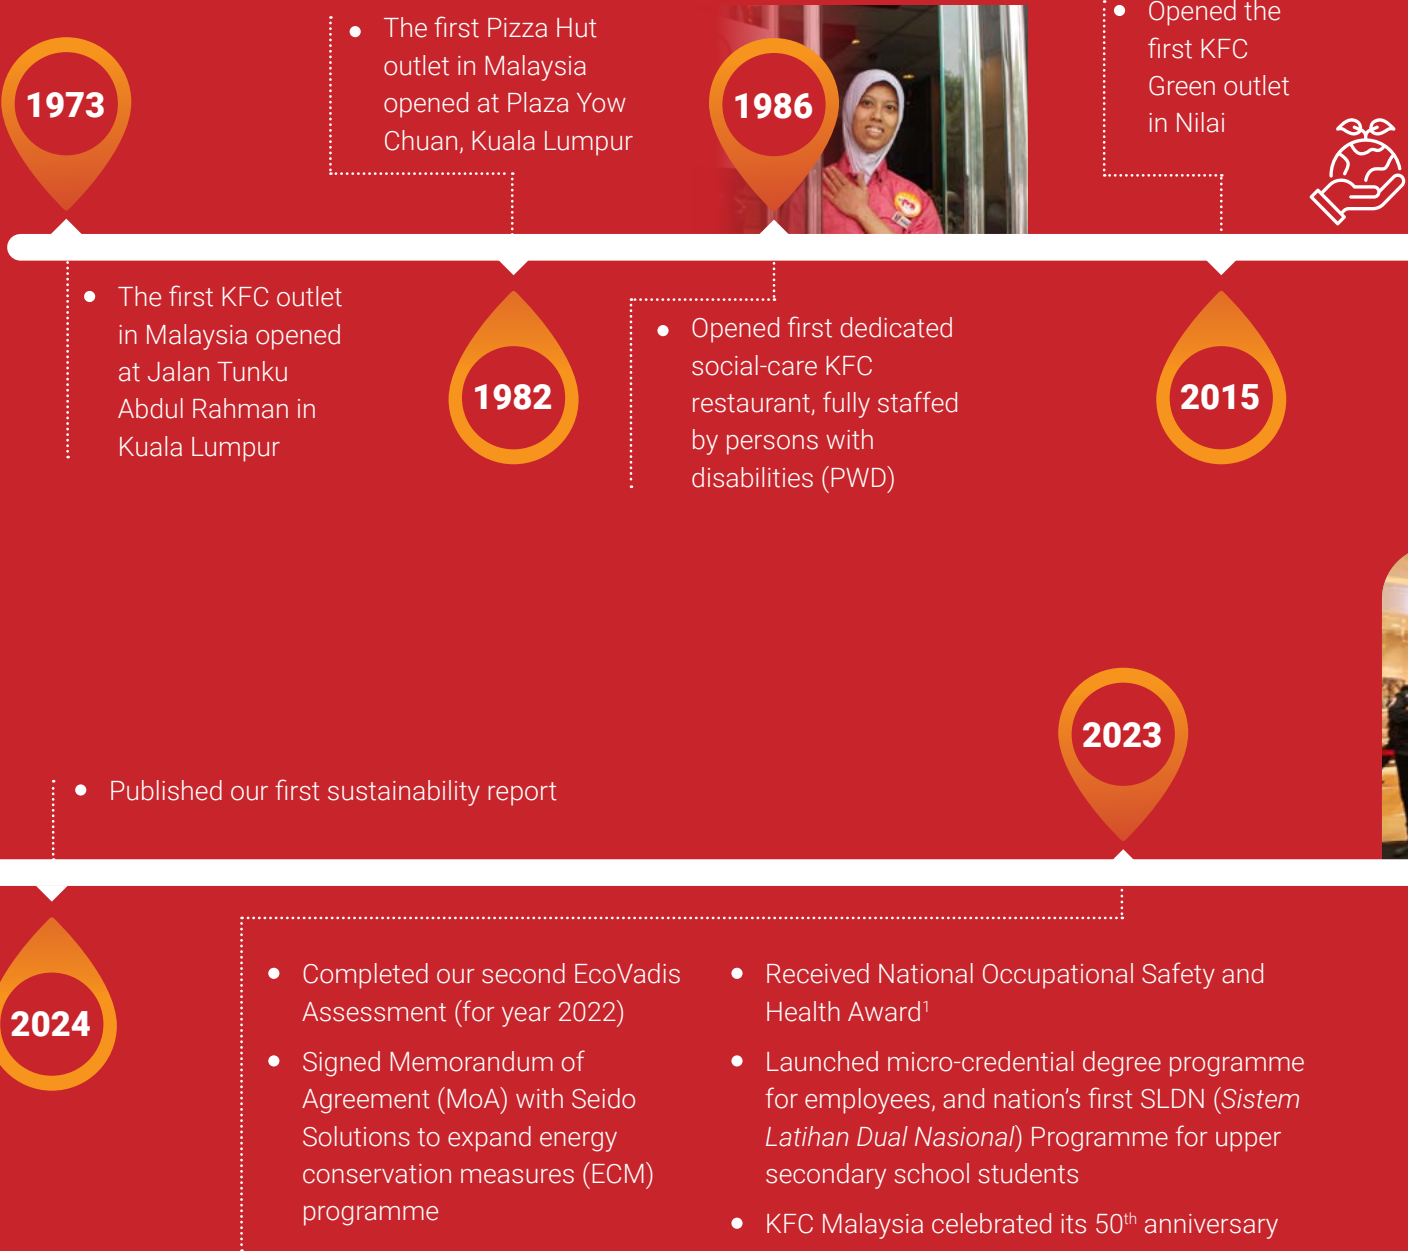 1973
The first KFC outlet
in Malaysia opened
at Jalan Tunku
Abdul Rahman in
Kuala Lumpur
The first Pizza Hut
outlet in Malaysia
opened at Plaza Yow
Chuan, Kuala Lumpur
1982
1986
Opened first dedicated
social-care KFC
restaurant, fully staffed
by persons with
disabilities (PWD)
Opened the
first KFC
Green outlet
in Nilai
2015
2023
Completed our second EcoVadis
Assessment (for year 2022)
Signed Memorandum of
Agreement (MoA) with Seido
Solutions to expand energy
conservation measures (ECM)
programme
Received National Occupational Safety and
Health Award¹
Launched micro-credential degree programme
for employees, and nation's first SLDN (Sistem
Latihan Dual Nasional) Programme for upper
secondary school students
KFC Malaysia celebrated its 50th anniversary
Published our first sustainability report
2024